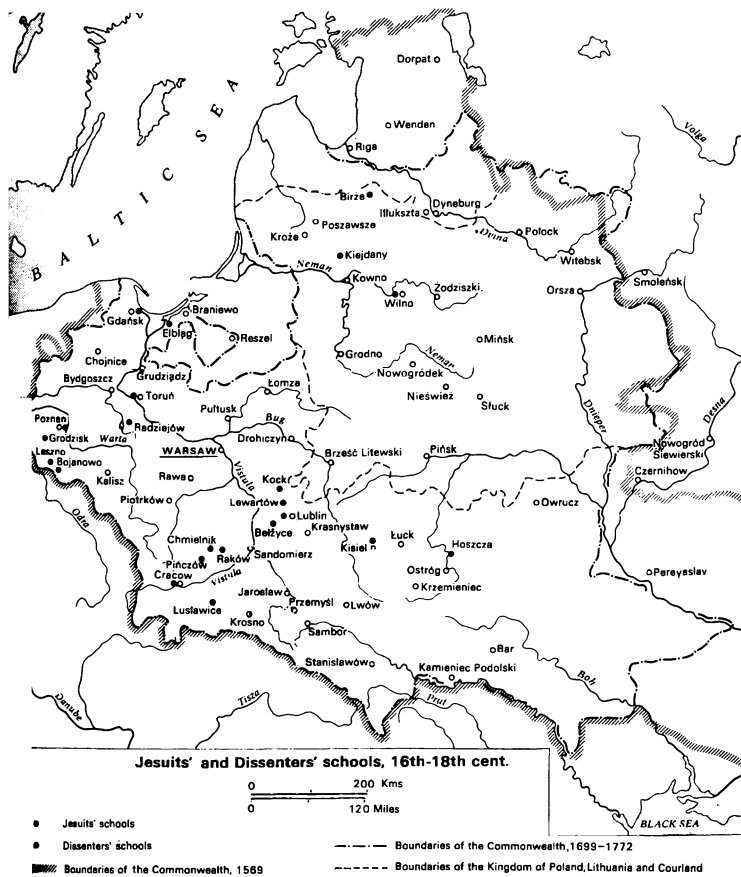 Dorpat
Wenden
Volga
Riga
BALTIC SEA
Birże
Dyneburg
Iłłukszta
Poszawsze
Dvina
Połock
Kroże
Witebsk
Kiejdany
Neman
Kowno
Smoleńsk
Żodziszki
Orsza
Wilno
Braniewo
Gdańsk
Elbląg
Reszel
Mińsk
Chojnice
Grodno
Neman
Grudziądz
Nowogródek
Bydgoszcz
Łomża
Nieśwież
Toruń
Słuck
Pułtusk
Dnieper
Desna
Poznań
Radziejów
Bug
Grodzisk
Warta
Drohiczyn
Nowogród
Siewierski
Leszno
WARSAW
Brześć Litewski
Pińsk
Bojanowo
Kalisz
Rawa
Vistula
Kock
Czernihow
Piotrków
Lewartów
Owrucz
Odra
Lublin
Bełżyce
Krasnystaw
Chmielnik
Łuck
Kisielin
Hoszcza
Pińczów
Raków
Sandomierz
Cracow
Vistula
Ostróg
Pereyaslav
Jarosław
Krzemieniec
Przemyśl
Lusławice
Lwów
Krosno
Sambor
Bar
Stanisławów
Kamieniec Podolski
Boh
Danube
Tisza
Prut
Jesuits' and Dissenters' schools, 16th-18th cent.
0 200 Kms
0 120 Miles
BLACK SEA
Jesuits' schools
Dissenters' schools
Boundaries of the Commonwealth, 1569
Boundaries of the Commonwealth, 1699-1772
Boundaries of the Kingdom of Poland, Lithuania and Courland